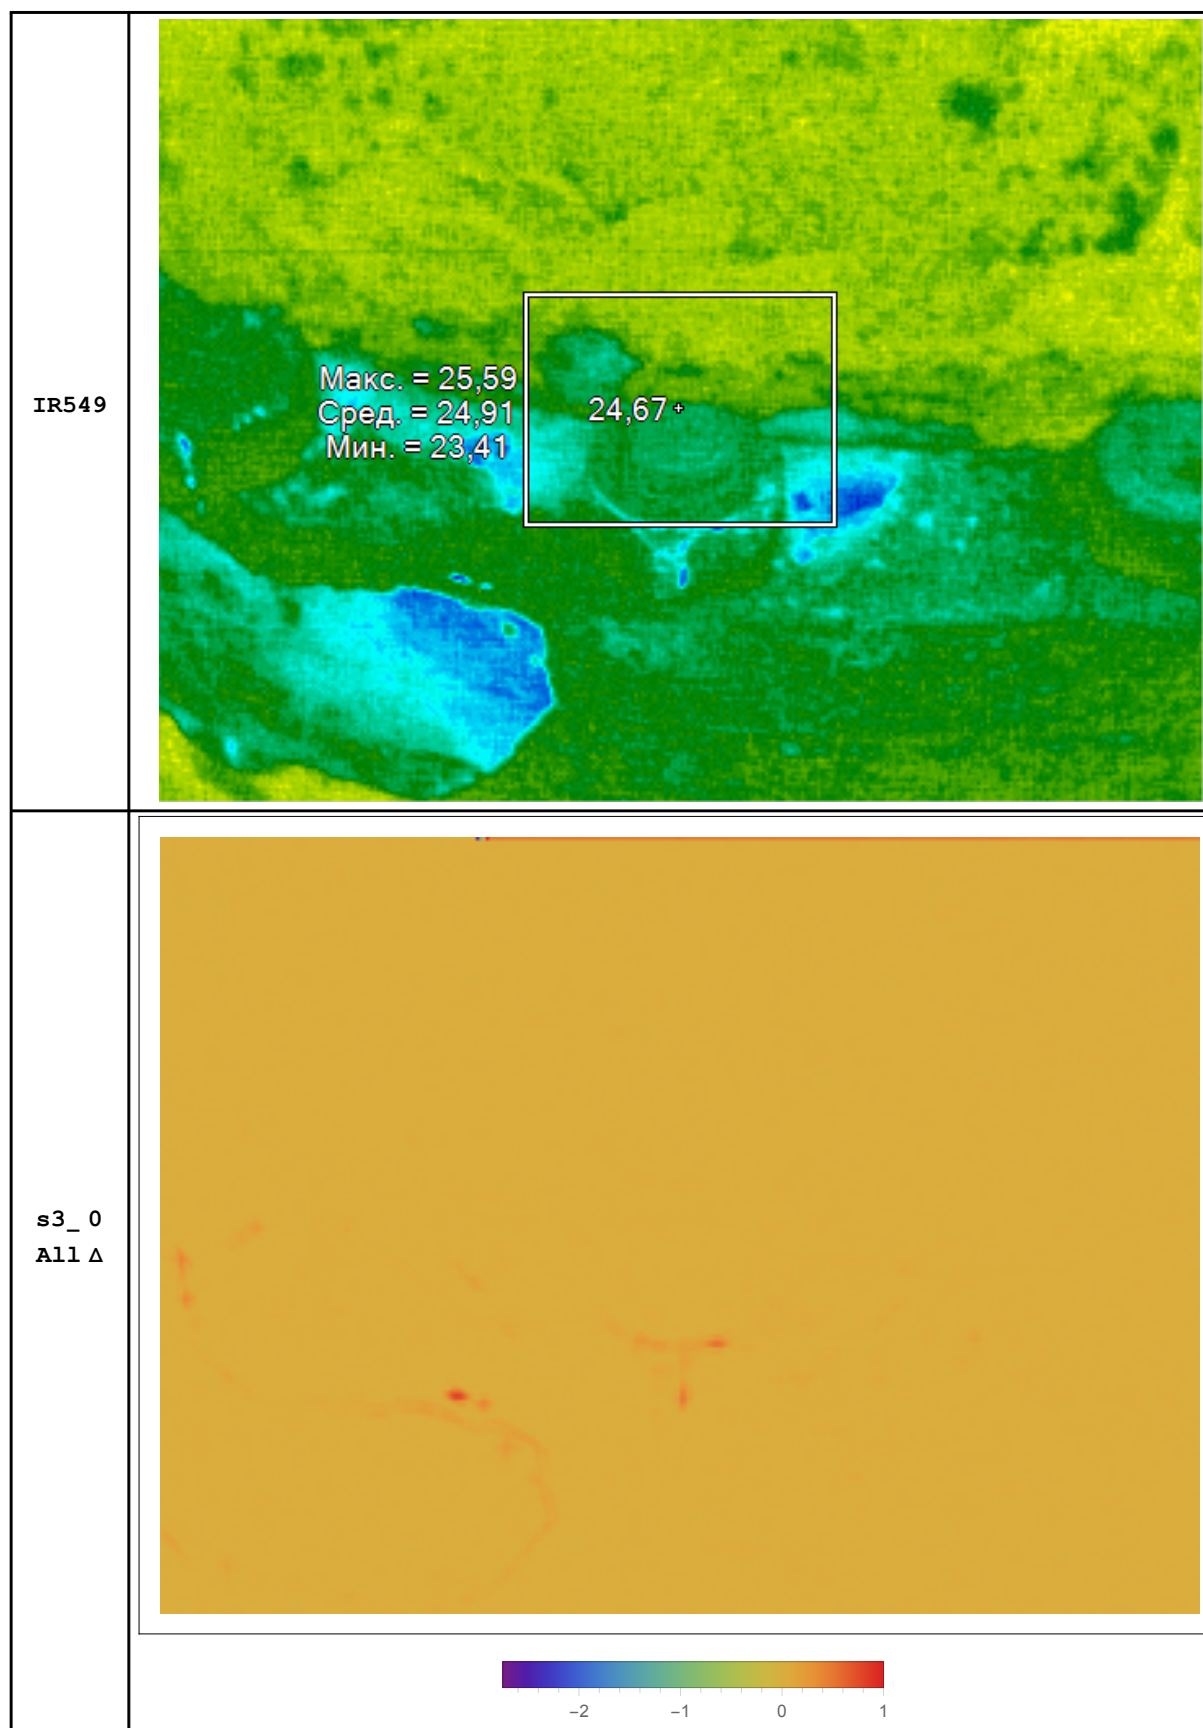 IR549
Макс. = 25,59
Сред. = 24,91
Мин. = 23,41
24,67
s3_ 0
All Δ
−2 −1 0 1